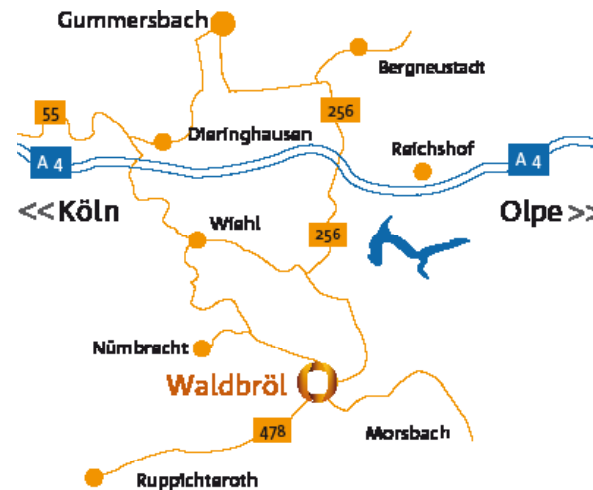 Gummersbach
Bergneustadt
55
256
Dieringhausen
Reichshof
A 4
A 4
<<Köln
Olpe >>
Wiehl
256
Nümbrecht
Waldbröl
478
Morsbach
Ruppichteroth